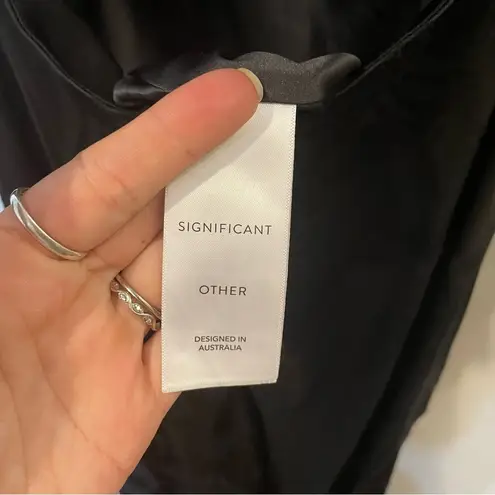 SIGNIFICANT
OTHER
DESIGNED IN
AUSTRALIA